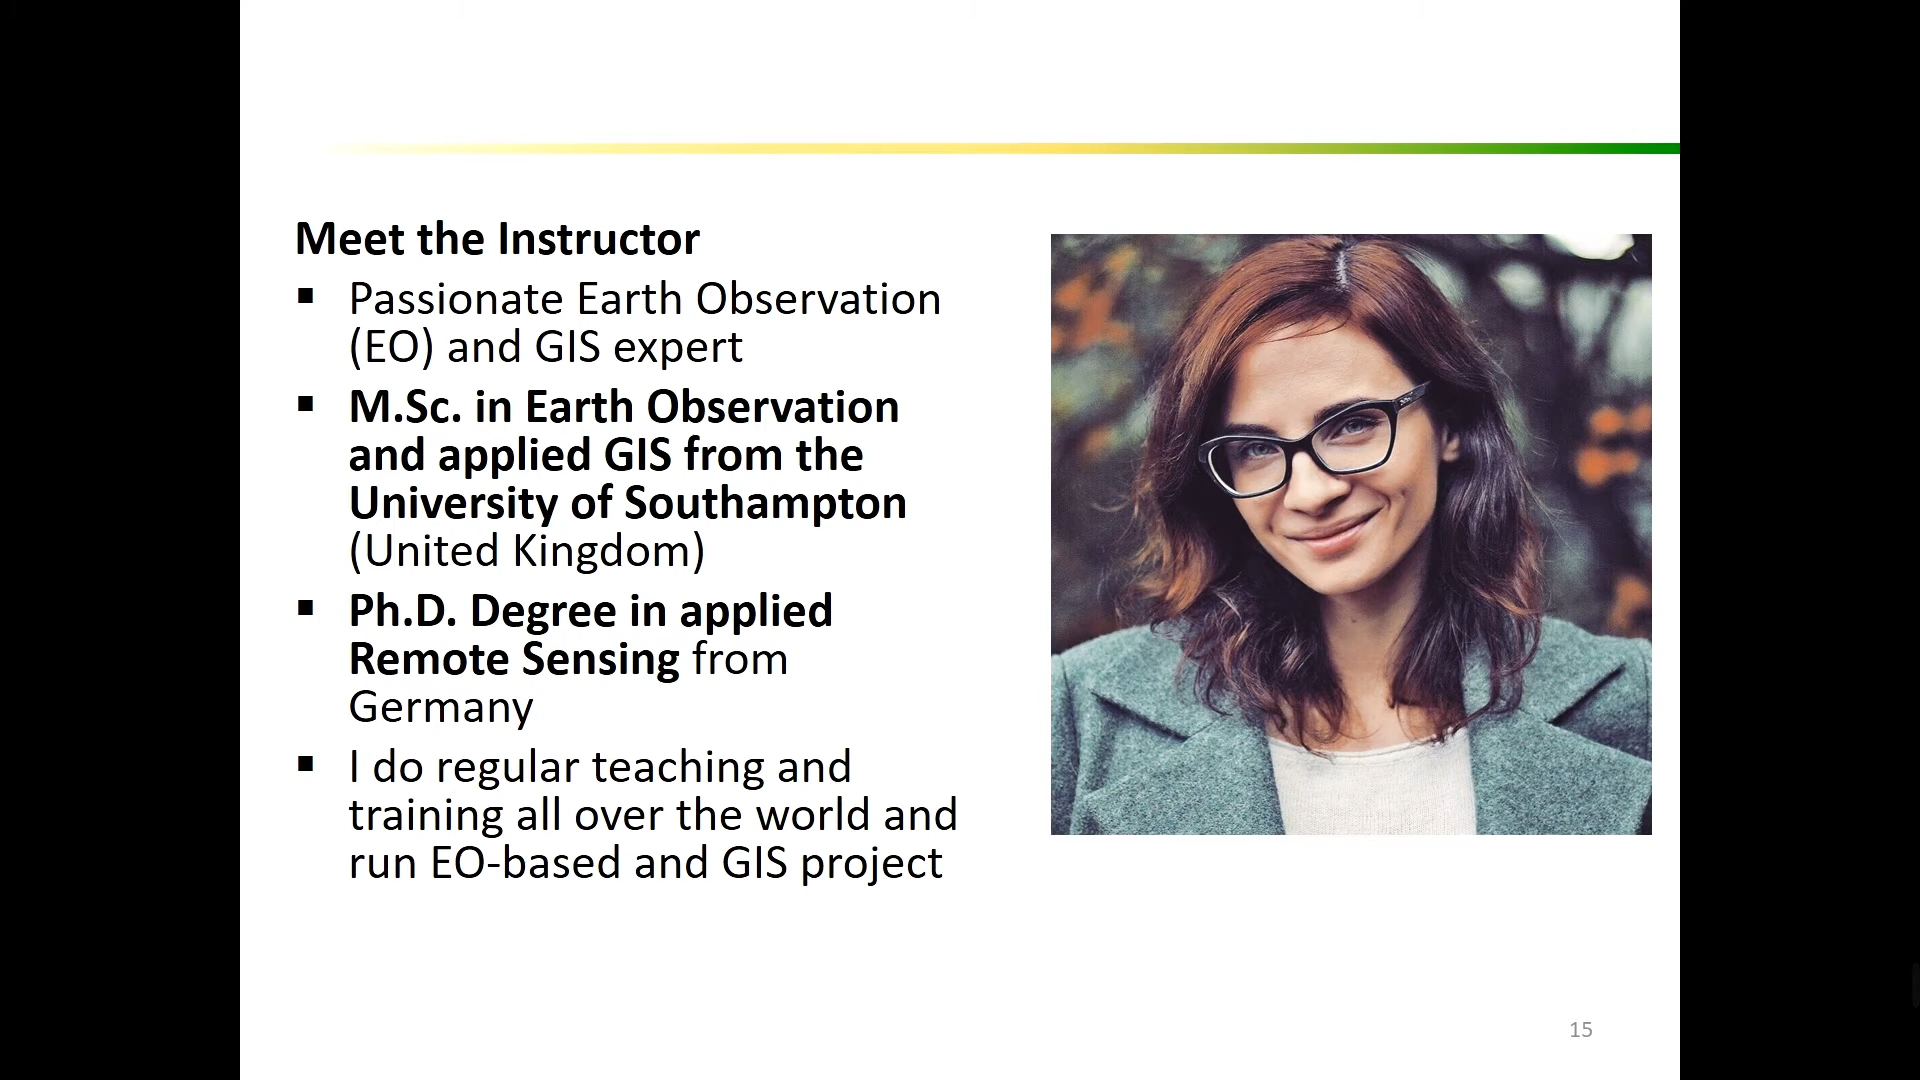 Meet the Instructor
▪ Passionate Earth Observation
(EO) and GIS expert
▪ M.Sc. in Earth Observation
and applied GIS from the
University of Southampton
(United Kingdom)
▪ Ph.D. Degree in applied
Remote Sensing from
Germany
▪ I do regular teaching and
training all over the world and
run EO-based and GIS project
15